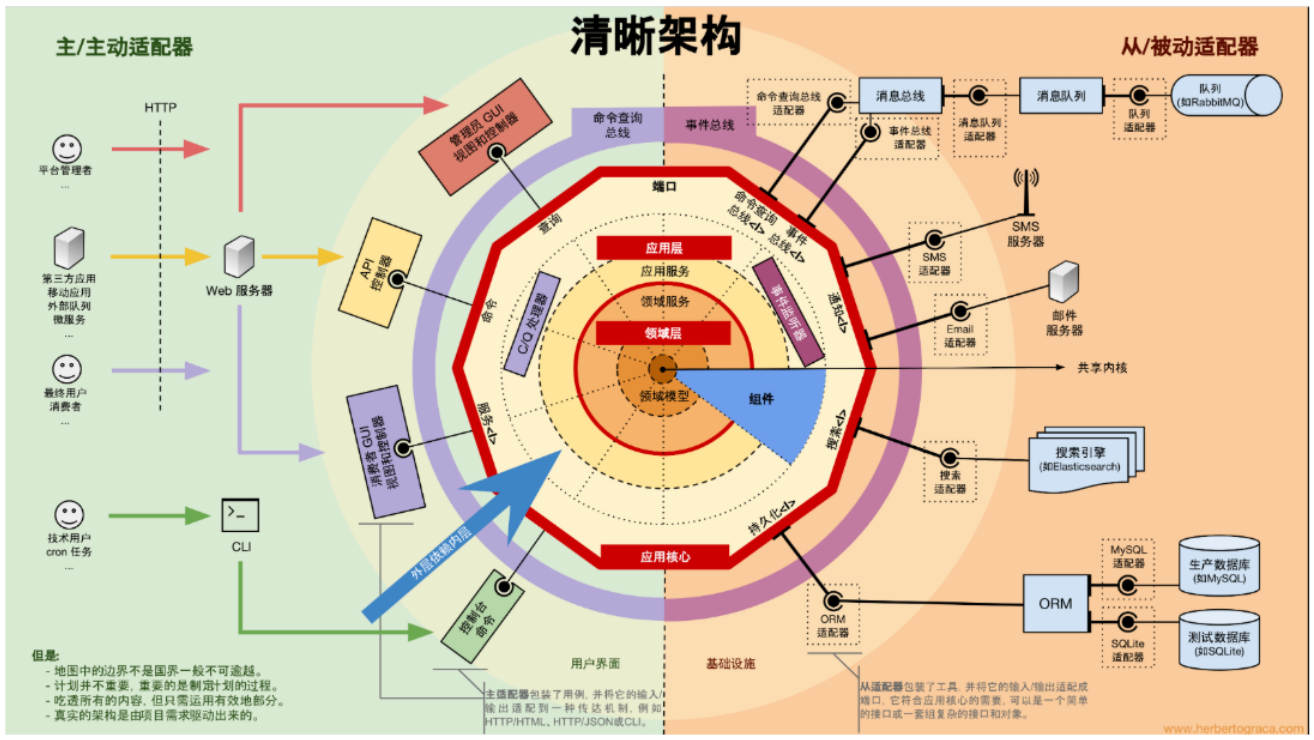 清晰架构
主/主动适配器
从/被动适配器
HTTP
平台管理者
...
第三方应用
移动应用
外部队列
微服务
...
最终用户
消费者
...
技术用户
cron 任务
...
Web 服务器
>_
CLI
管理员 GUI
视图和控制器
API
控制器
消费者 GUI
视图和控制器
控制台
命令
命令查询
总线
事件总线
端口
查询
命令
服务</>
命令查询
总线</>
事件
总线</>
通知</>
搜索</>
持久化</>
应用层
应用服务
领域服务
领域层
领域模型
C/Q 处理器
事件监听器
组件
应用核心
外层依赖内层
共享内核
命令查询总线
适配器
消息总线
事件总线
适配器
消息队列
适配器
消息队列
队列
适配器
队列
(如RabbitMQ)
SMS
适配器
SMS
服务器
Email
适配器
邮件
服务器
搜索
适配器
搜索引擎
(如Elasticsearch)
ORM
适配器
ORM
MySQL
适配器
生产数据库
(如MySQL)
SQLite
适配器
测试数据库
(如SQLite)
用户界面
基础设施
但是:
- 地图中的边界不是国界一般不可逾越。
- 计划并不重要，重要的是制定计划的过程。
- 吃透所有的内容，但只需运用有效地部分。
- 真实的架构是由项目需求驱动出来的。
主适配器包装了用例，并将它的输入/
输出适配到一种传达机制，例如
HTTP/HTML、HTTP/JSON或CLI。
从适配器包装了工具，并将它的输入/输出适配成
端口，它符合应用核心的需要，可以是一个简单
的接口或一套组复杂的接口和对象。
www.herbertograca.com